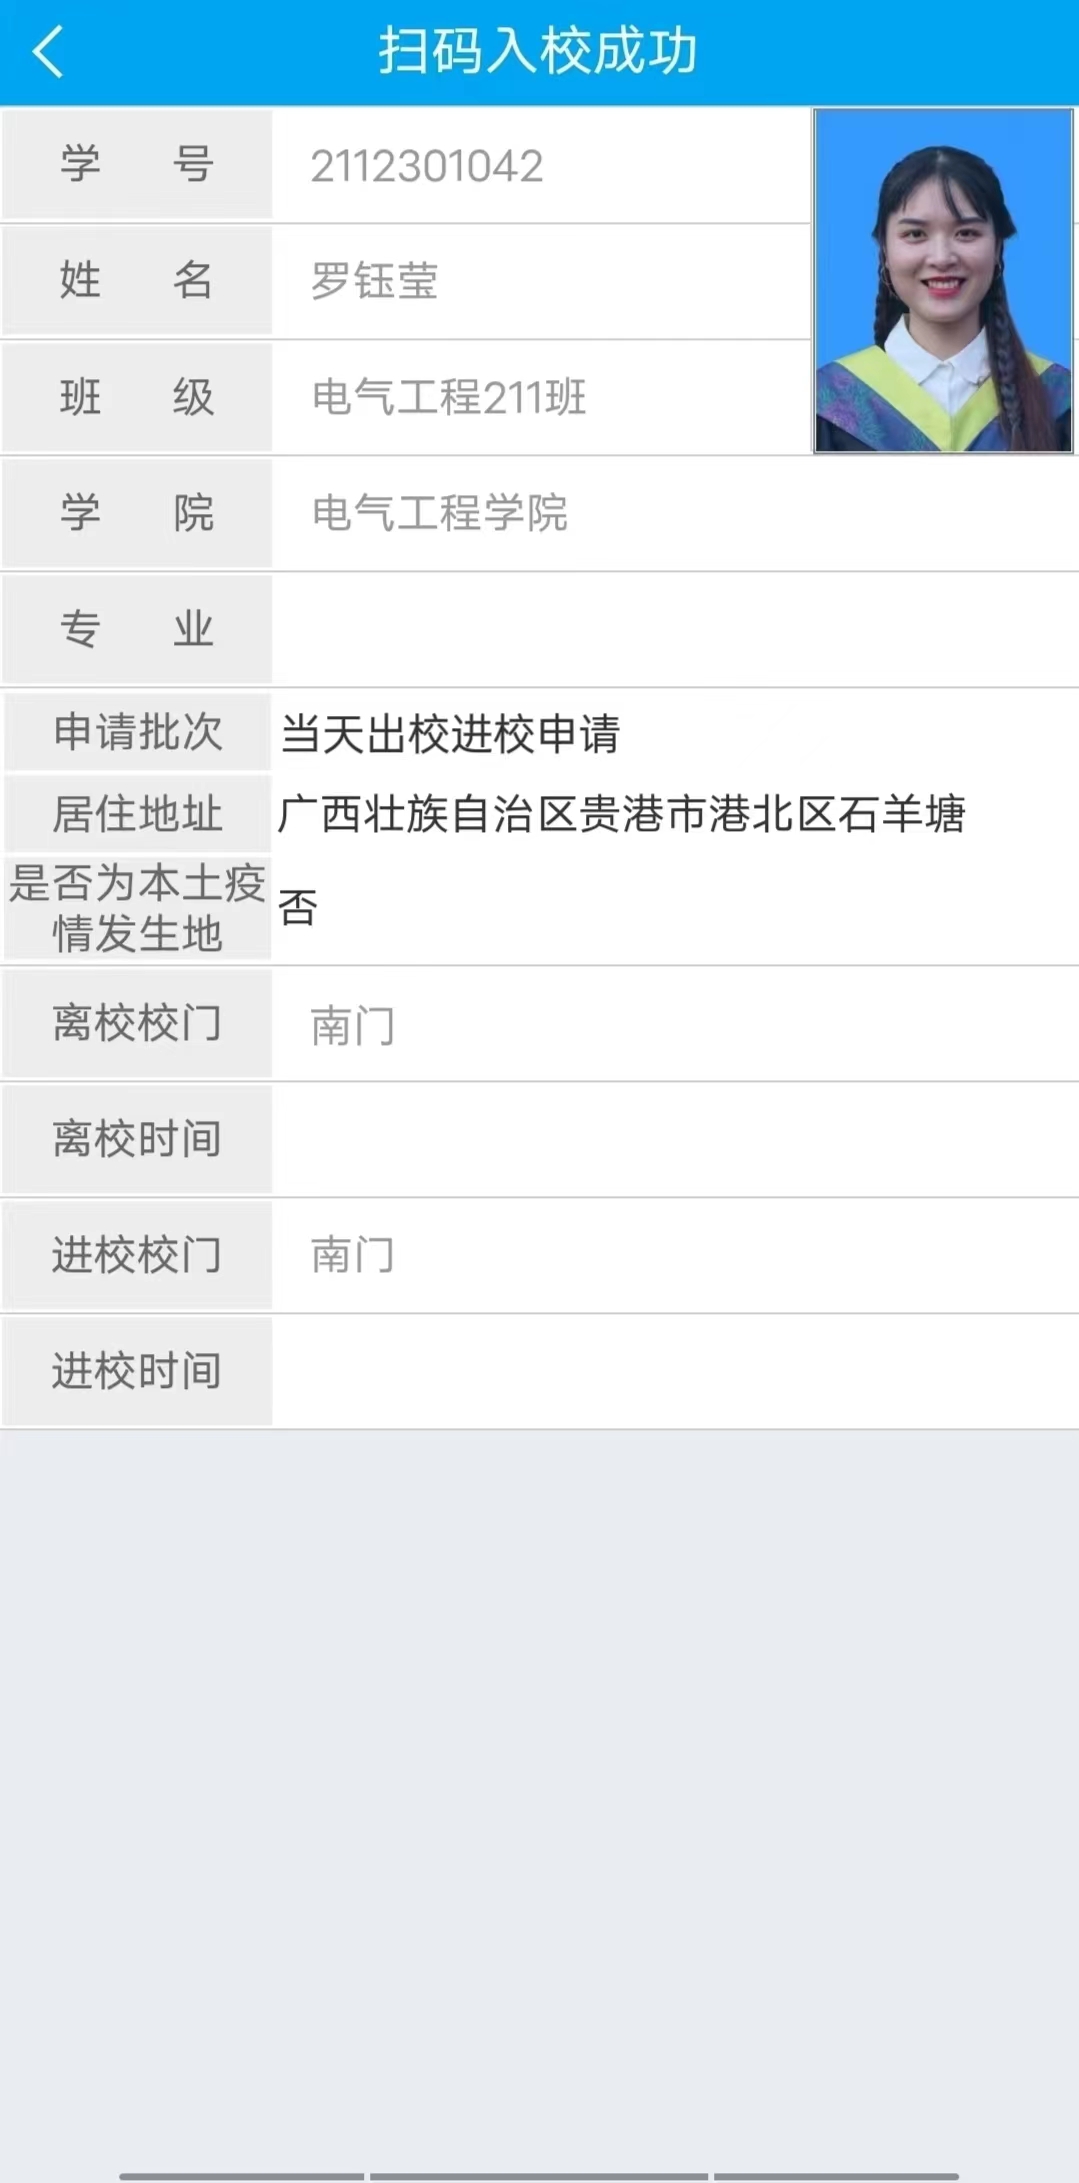 扫码入校成功
学 号 2112301042
姓 名 罗钰莹
班 级 电气工程211班
学 院 电气工程学院
专 业
申请批次 当天出校进校申请
居住地址 广西壮族自治区贵港市港北区石羊塘
是否为本土疫
情发生地 否
离校校门 南门
离校时间
进校校门 南门
进校时间